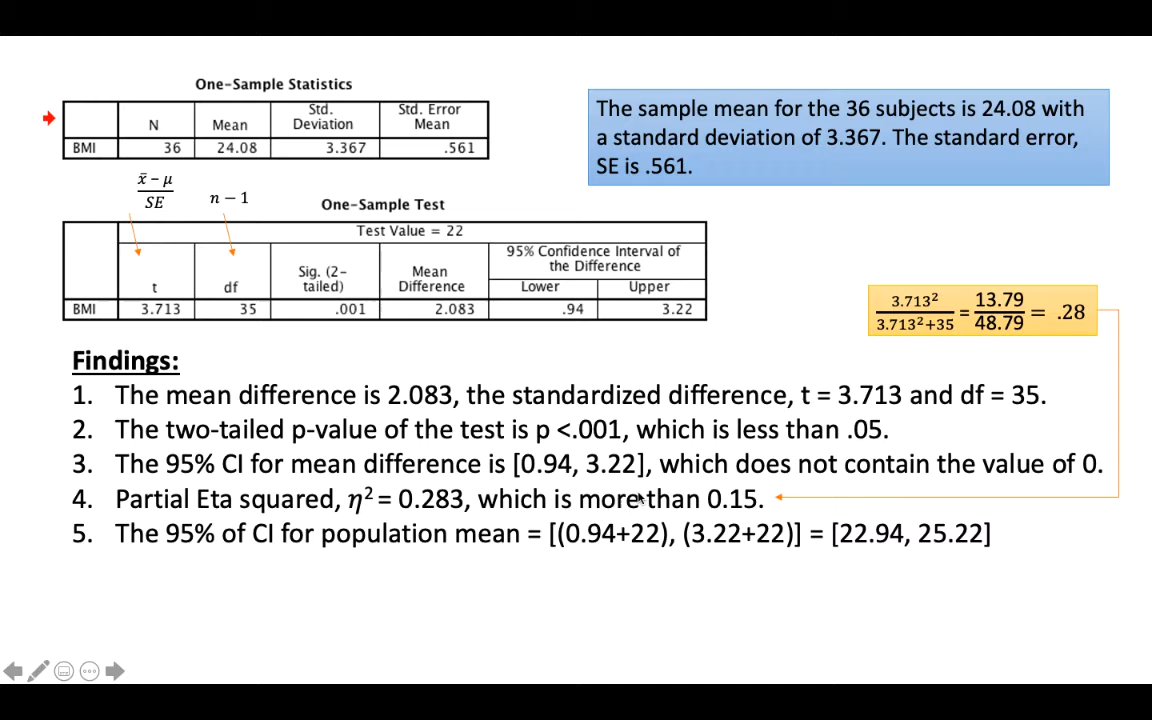 One-Sample Statistics
N Mean Std. Deviation Std. Error Mean
BMI 36 24.08 3.367 .561
The sample mean for the 36 subjects is 24.08 with
a standard deviation of 3.367. The standard error,
SE is .561.
x̄ − μ
SE
n − 1
One-Sample Test
Test Value = 22
95% Confidence Interval of the Difference
t df Sig. (2-tailed) Mean Difference Lower Upper
BMI 3.713 35 .001 2.083 .94 3.22
3.713²/3.713²+35 = 13.79/48.79 = .28
Findings:
1. The mean difference is 2.083, the standardized difference, t = 3.713 and df = 35.
2. The two-tailed p-value of the test is p <.001, which is less than .05.
3. The 95% CI for mean difference is [0.94, 3.22], which does not contain the value of 0.
4. Partial Eta squared, η² = 0.283, which is more than 0.15.
5. The 95% of CI for population mean = [(0.94+22), (3.22+22)] = [22.94, 25.22]